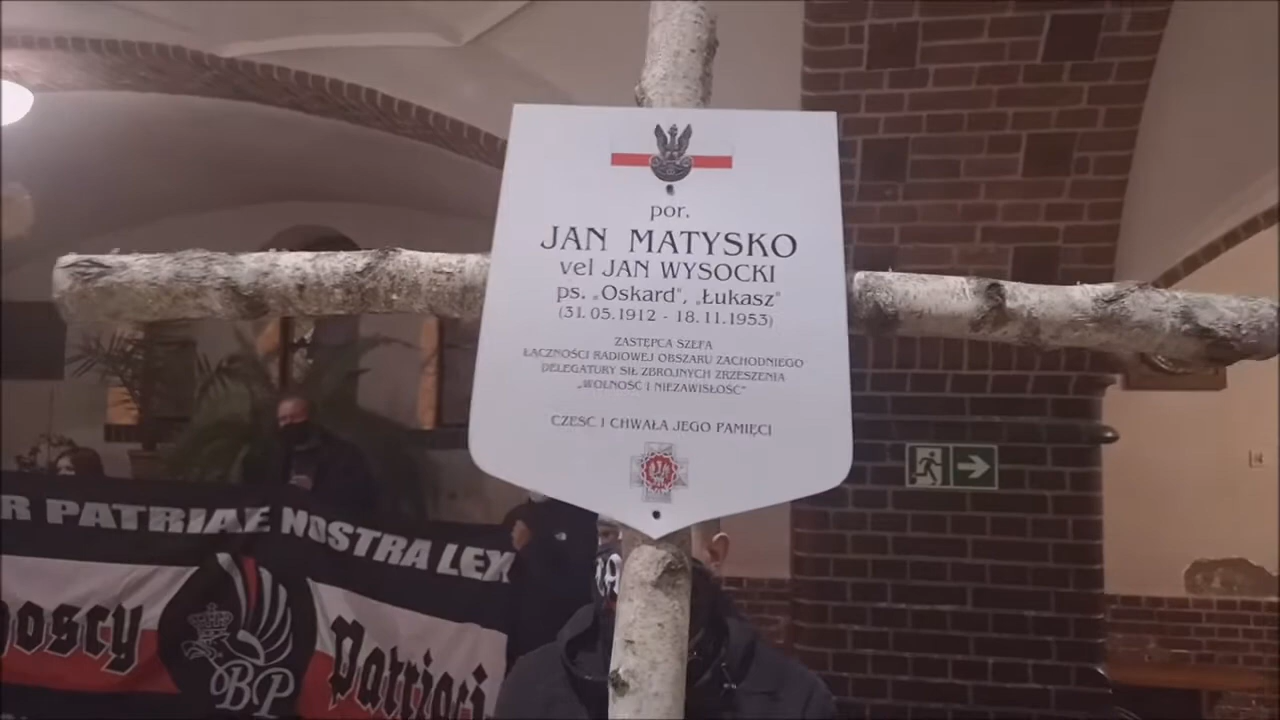 por.
JAN MATYSKO
vel JAN WYSOCKI
ps. „Oskard", „Łukasz"
(31.05.1912 - 18.11.1953)
ZASTĘPCA SZEFA
ŁĄCZNOŚCI RADIOWEJ OBSZARU ZACHODNIEGO
DELEGATURY SIŁ ZBROJNYCH ZRZESZENIA
„WOLNOŚĆ I NIEZAWISŁOŚĆ"
CZEŚĆ I CHWAŁA JEGO PAMIĘCI
PATRIAE NOSTRA LEX
BP
Patrioci